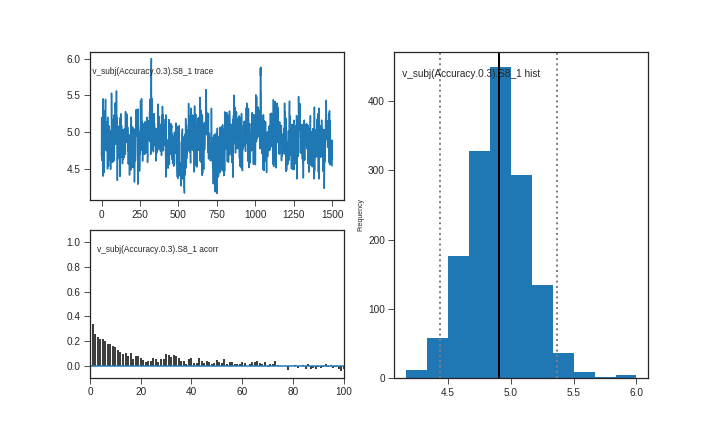 v_subj(Accuracy.0.3).S8_1 trace
6.0
5.5
5.0
4.5
0 250 500 750 1000 1250 1500
v_subj(Accuracy.0.3).S8_1 acorr
1.0
0.8
0.6
0.4
0.2
0.0
0 20 40 60 80 100
v_subj(Accuracy.0.3).S8_1 hist
Frequency
400
300
200
100
0
4.5 5.0 5.5 6.0